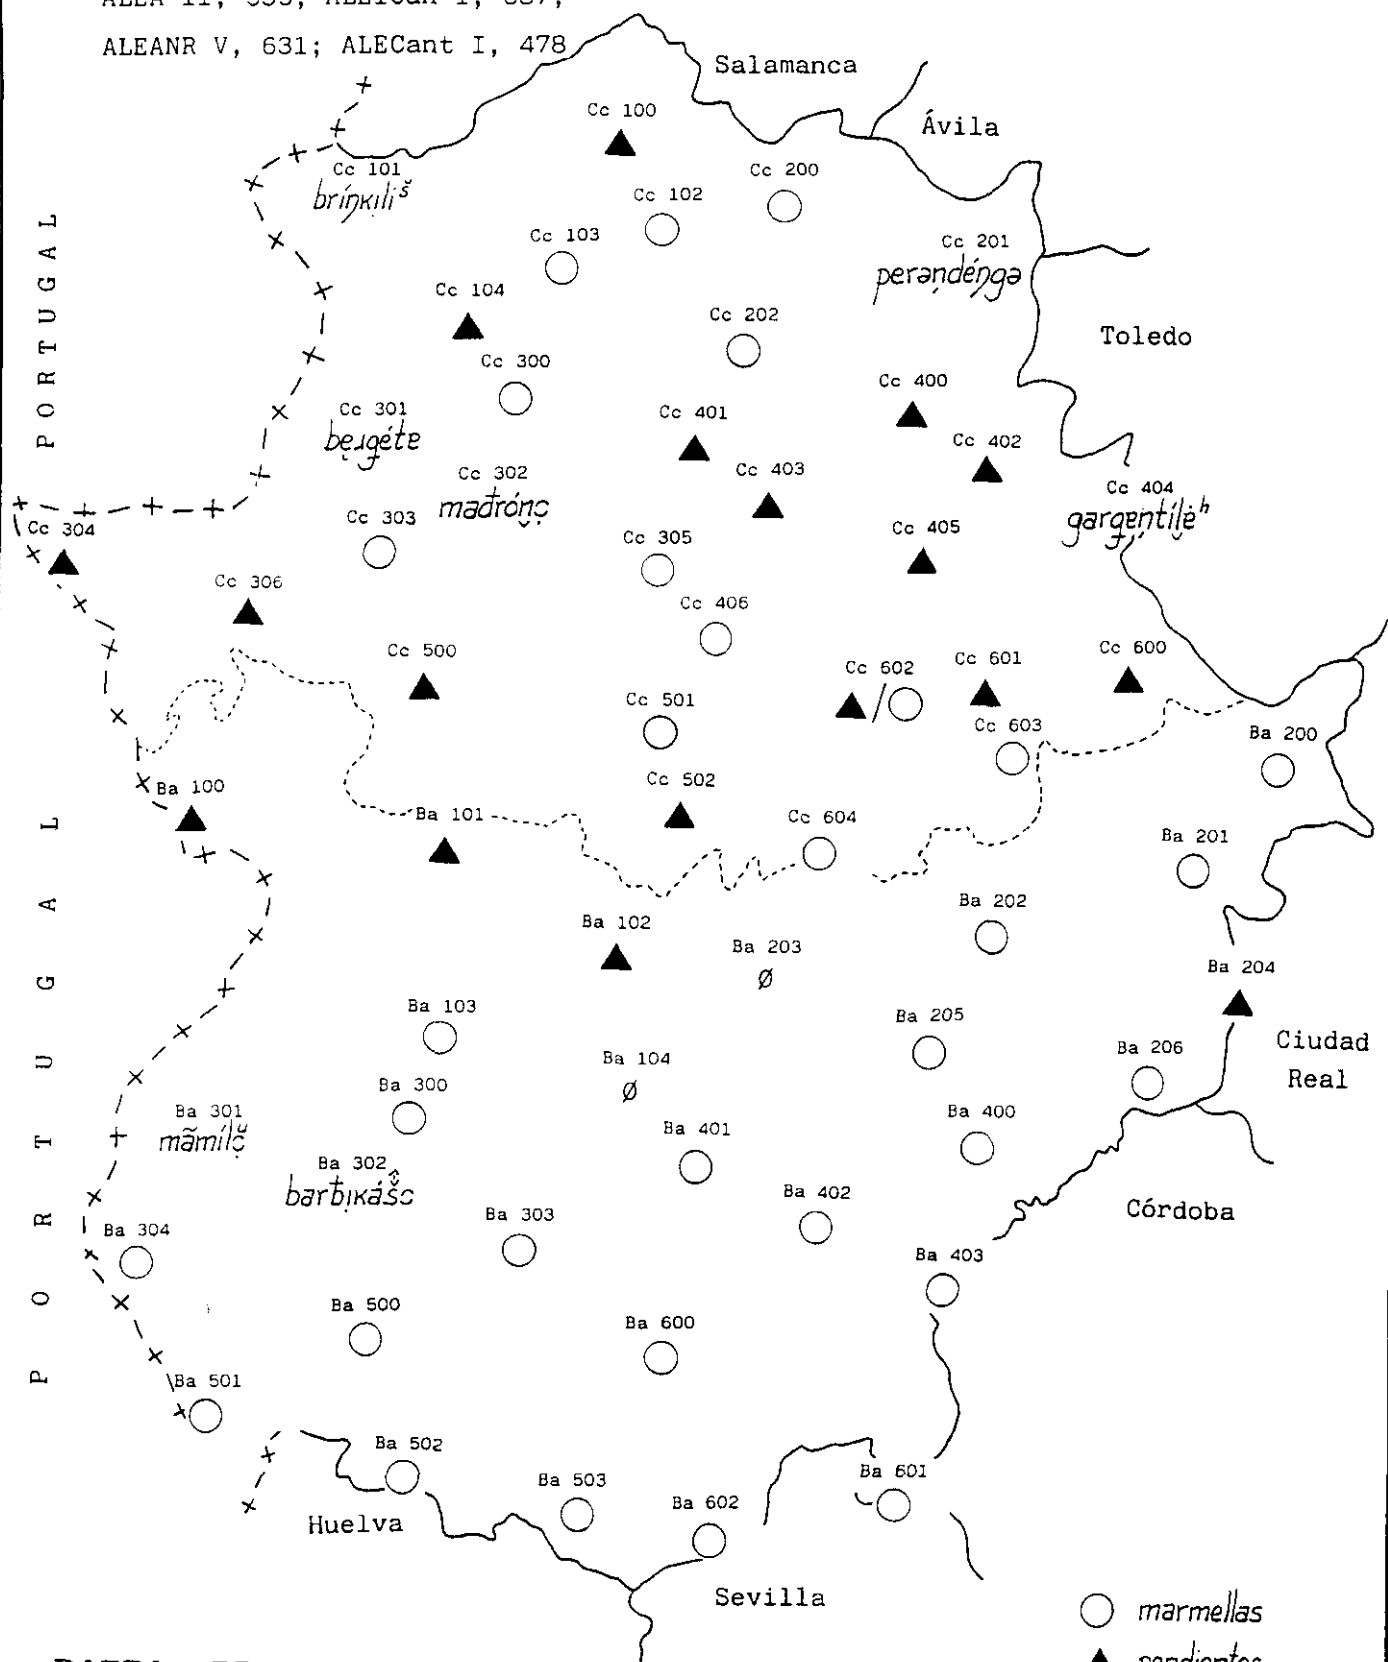 ALEANR V, 631; ALECant I, 478
Salamanca
Ávila
Cc 100
Cc 101
Cc 200
Cc 102
Cc 103
Cc 201
Cc 104
Cc 202
Toledo
PORTUGAL
Cc 300
Cc 400
Cc 301
Cc 401
Cc 402
Cc 302
Cc 403
Cc 404
Cc 303
Cc 304
Cc 405
Cc 305
Cc 306
Cc 406
Cc 500
Cc 602
Cc 601
Cc 600
Cc 501
Cc 603
Ba 200
Cc 502
Ba 100
Ba 101
Cc 604
Ba 201
PORTUGAL
Ba 202
Ba 102
Ba 203
ø
Ba 204
Ba 103
Ba 205
Ciudad
Real
Ba 104
ø
Ba 206
Ba 300
Ba 301
Ba 400
Ba 401
Ba 302
Ba 402
Córdoba
Ba 303
Ba 304
Ba 403
Ba 500
Ba 600
Ba 501
Ba 502
Ba 503
Ba 601
Ba 602
Huelva
Sevilla
marmellas
pendientes